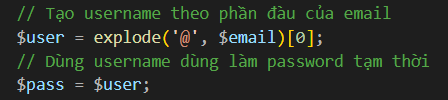 // Tạo username theo phần đàu của email
$user = explode('@', $email)[0];
// Dùng username dùng làm password tạm thời
$pass = $user;